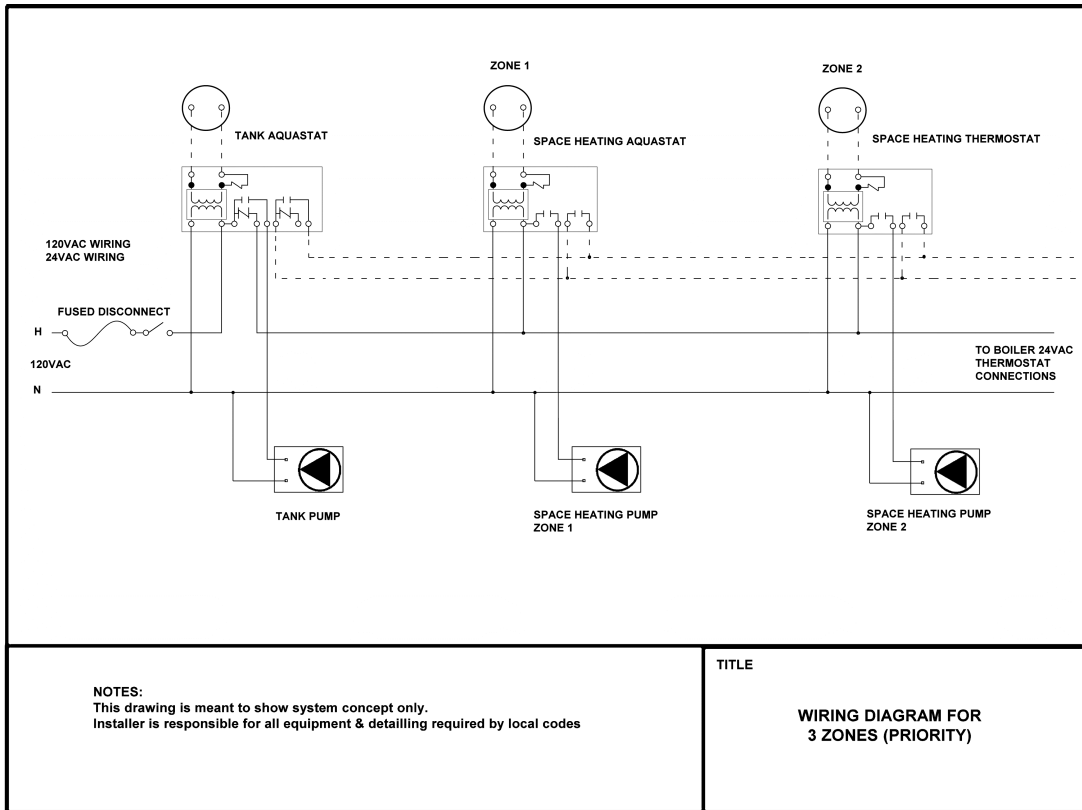 ZONE 1
ZONE 2
TANK AQUASTAT
SPACE HEATING AQUASTAT
SPACE HEATING THERMOSTAT
120VAC WIRING
24VAC WIRING
FUSED DISCONNECT
H
120VAC
N
TO BOILER 24VAC
THERMOSTAT
CONNECTIONS
TANK PUMP
SPACE HEATING PUMP
ZONE 1
SPACE HEATING PUMP
ZONE 2
NOTES:
This drawing is meant to show system concept only.
Installer is responsible for all equipment & detailling required by local codes
TITLE
WIRING DIAGRAM FOR
3 ZONES (PRIORITY)